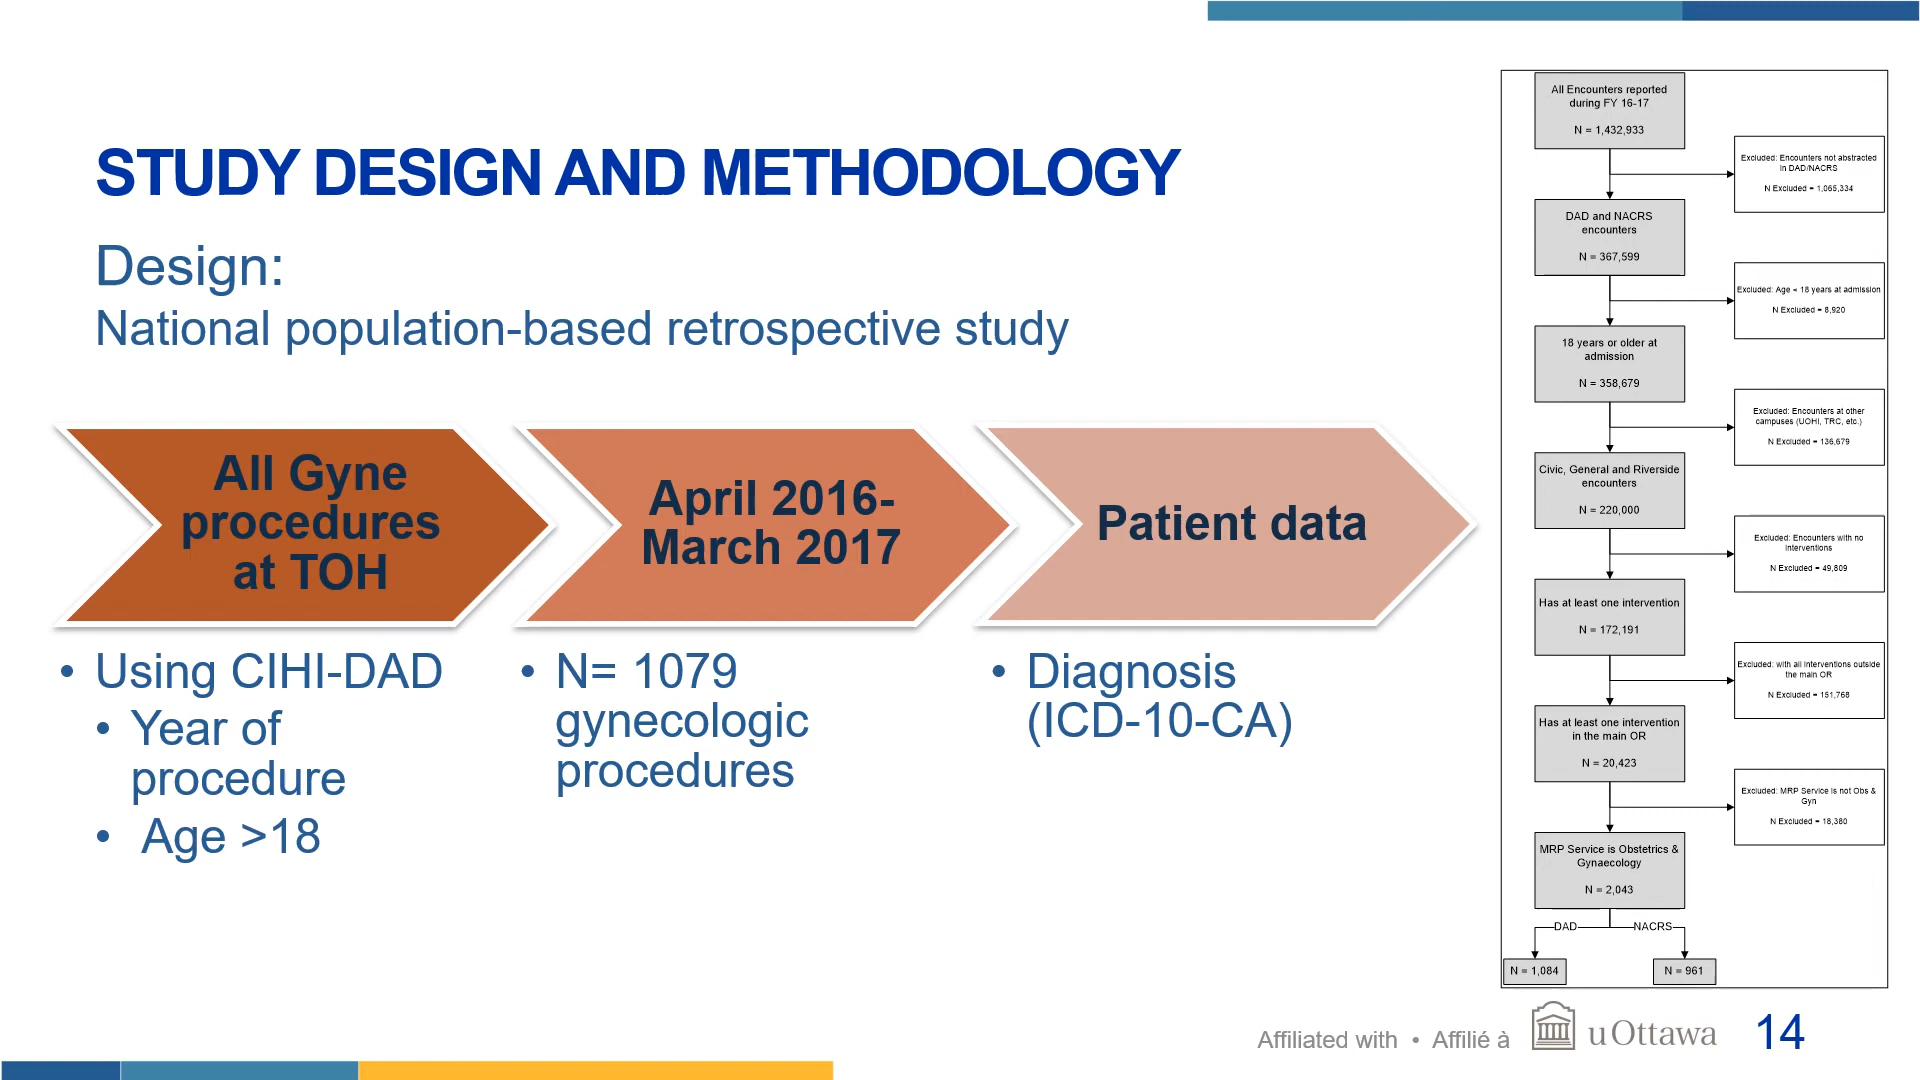 STUDY DESIGN AND METHODOLOGY
Design:
National population-based retrospective study
All Gyne
procedures
at TOH
• Using CIHI-DAD
• Year of
procedure
• Age >18
April 2016-
March 2017
• N= 1079
gynecologic
procedures
Patient data
• Diagnosis
(ICD-10-CA)
All Encounters reported
during FY 16-17
N = 1,432,933
Excluded: Encounters not abstracted
in DAD/NACRS
N Excluded = 1,065,334
DAD and NACRS
encounters
N = 367,599
Excluded: Age < 18 years at admission
N Excluded = 8,920
18 years or older at
admission
N = 358,679
Excluded: Encounters at other
campuses (UOHI, TRC, etc.)
N Excluded = 136,679
Civic, General and Riverside
encounters
N = 220,000
Excluded: Encounters with no
interventions
N Excluded = 49,809
Has at least one intervention
N = 172,191
Excluded: with all interventions outside
the main OR
N Excluded = 151,768
Has at least one intervention
in the main OR
N = 20,423
Excluded: MRP Service is not Obs &
Gyn
N Excluded = 18,380
MRP Service is Obstetrics &
Gynaecology
N = 2,043
DAD
NACRS
N = 1,084
N = 961
Affiliated with • Affilié à
uOttawa
14